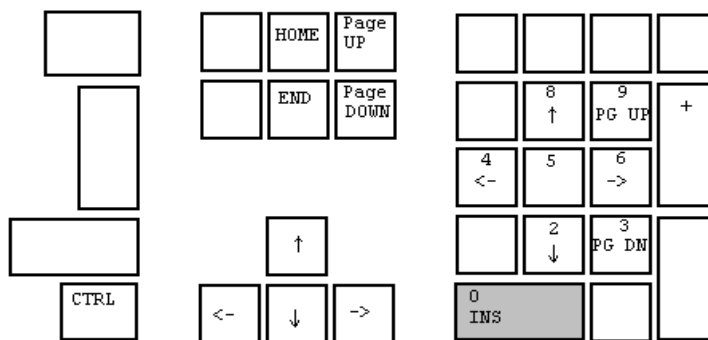 HOME
Page
UP
END
Page
DOWN
8
↑
9
PG UP
+
4
<-
5
6
->
↑
2
↓
3
PG DN
CTRL
<-
↓
->
0
INS